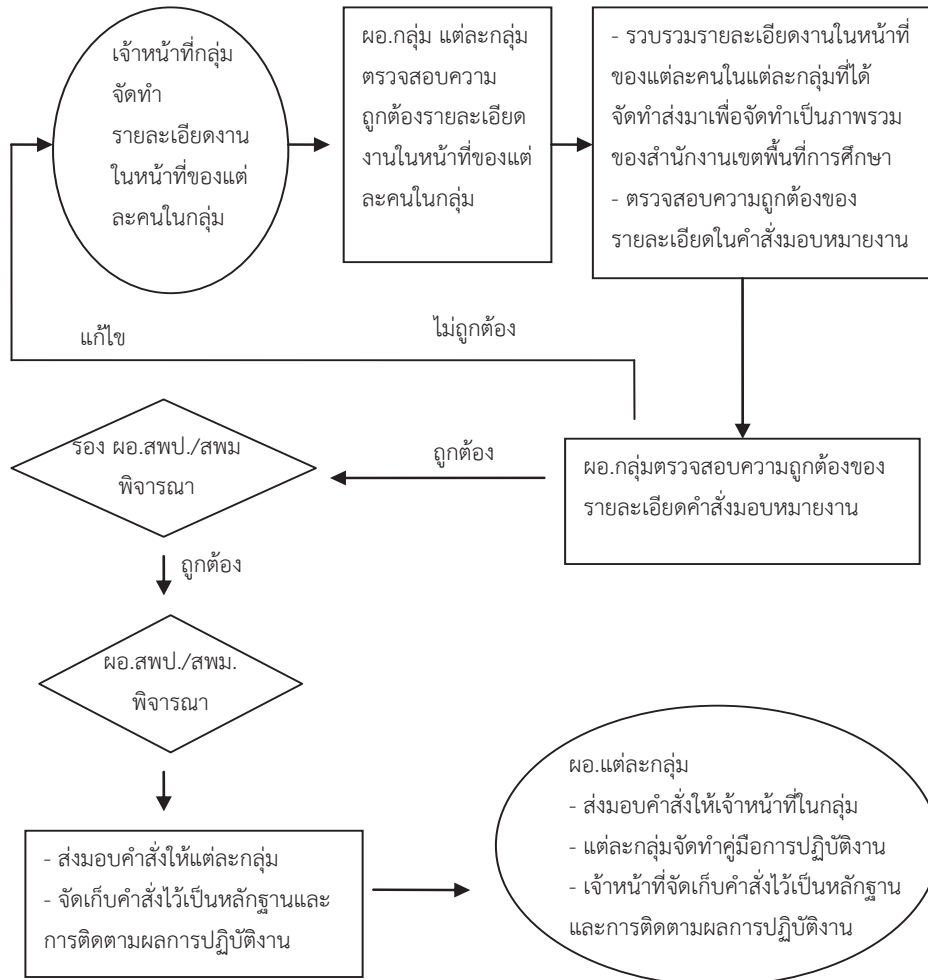 เจ้าหน้าที่กลุ่ม
จัดทำ
รายละเอียดงาน
ในหน้าที่ของแต่
ละคนในกลุ่ม
ผอ.กลุ่ม แต่ละกลุ่ม
ตรวจสอบความ
ถูกต้องรายละเอียด
งานในหน้าที่ของแต่
ละคนในกลุ่ม
- รวบรวมรายละเอียดงานในหน้าที่
ของแต่ละคนในแต่ละกลุ่มที่ได้
จัดทำส่งมาเพื่อจัดทำเป็นภาพรวม
ของสำนักงานเขตพื้นที่การศึกษา
- ตรวจสอบความถูกต้องของ
รายละเอียดในคำสั่งมอบหมายงาน
แก้ไข
ไม่ถูกต้อง
ผอ.กลุ่มตรวจสอบความถูกต้องของ
รายละเอียดคำสั่งมอบหมายงาน
ถูกต้อง
รอง ผอ.สพป./สพม
พิจารณา
ถูกต้อง
ผอ.สพป./สพม.
พิจารณา
- ส่งมอบคำสั่งให้แต่ละกลุ่ม
- จัดเก็บคำสั่งไว้เป็นหลักฐานและ
การติดตามผลการปฏิบัติงาน
ผอ.แต่ละกลุ่ม
- ส่งมอบคำสั่งให้เจ้าหน้าที่ในกลุ่ม
- แต่ละกลุ่มจัดทำคู่มือการปฏิบัติงาน
- เจ้าหน้าที่จัดเก็บคำสั่งไว้เป็นหลักฐาน
และการติดตามผลการปฏิบัติงาน